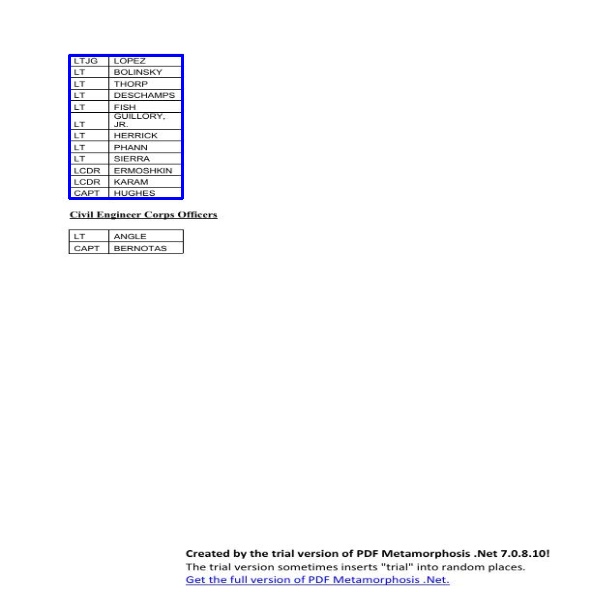 LTJG LOPEZ
LT BOLINSKY
LT THORP
LT DESCHAMPS
LT FISH
LT GUILLORY,
JR.
LT HERRICK
LT PHANN
LT SIERRA
LCDR ERMOSHKIN
LCDR KARAM
CAPT HUGHES
Civil Engineer Corps Officers
LT ANGLE
CAPT BERNOTAS
Created by the trial version of PDF Metamorphosis .Net 7.0.8.10!
The trial version sometimes inserts "trial" into random places.
Get the full version of PDF Metamorphosis .Net.